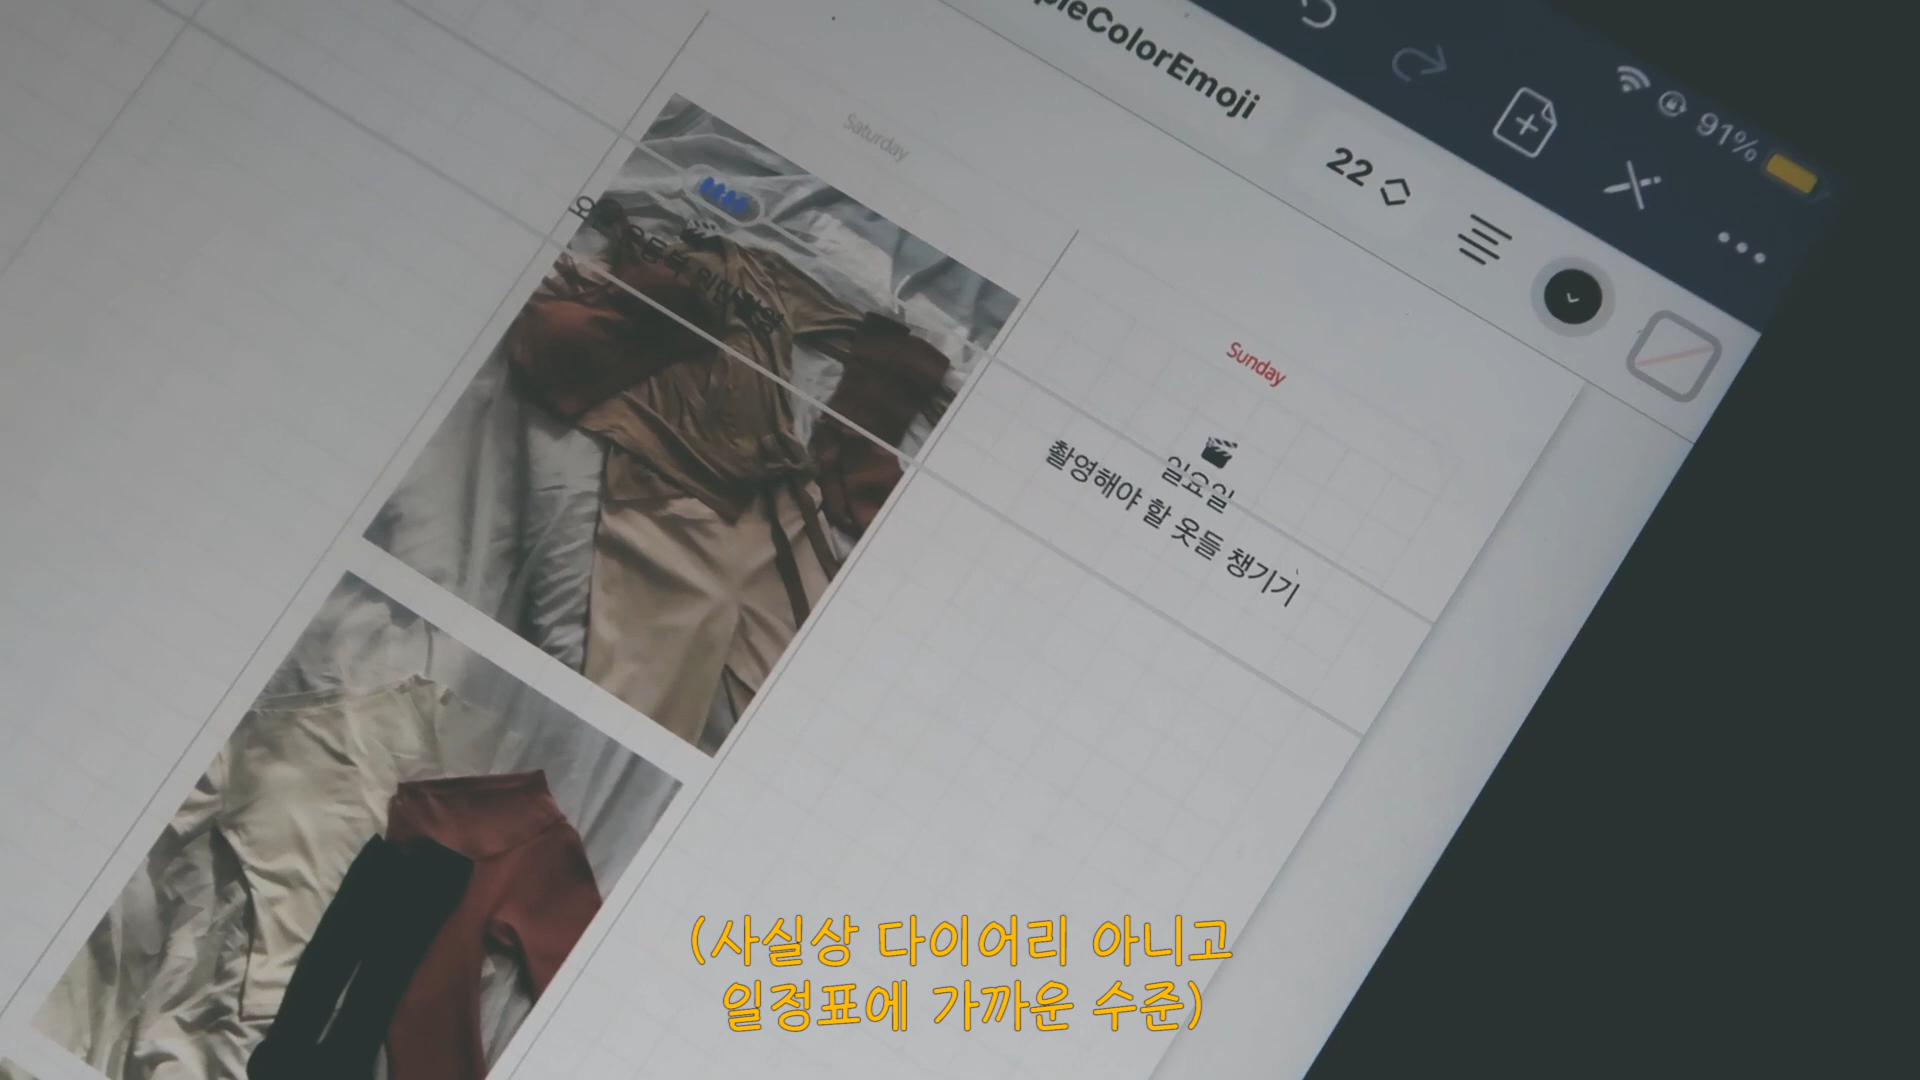 pleColorEmoji
22
91%
Saturday
Sunday
일요일
촬영해야 할 옷들 챙기기
(사실상 다이어리 아니고
일정표에 가까운 수준)